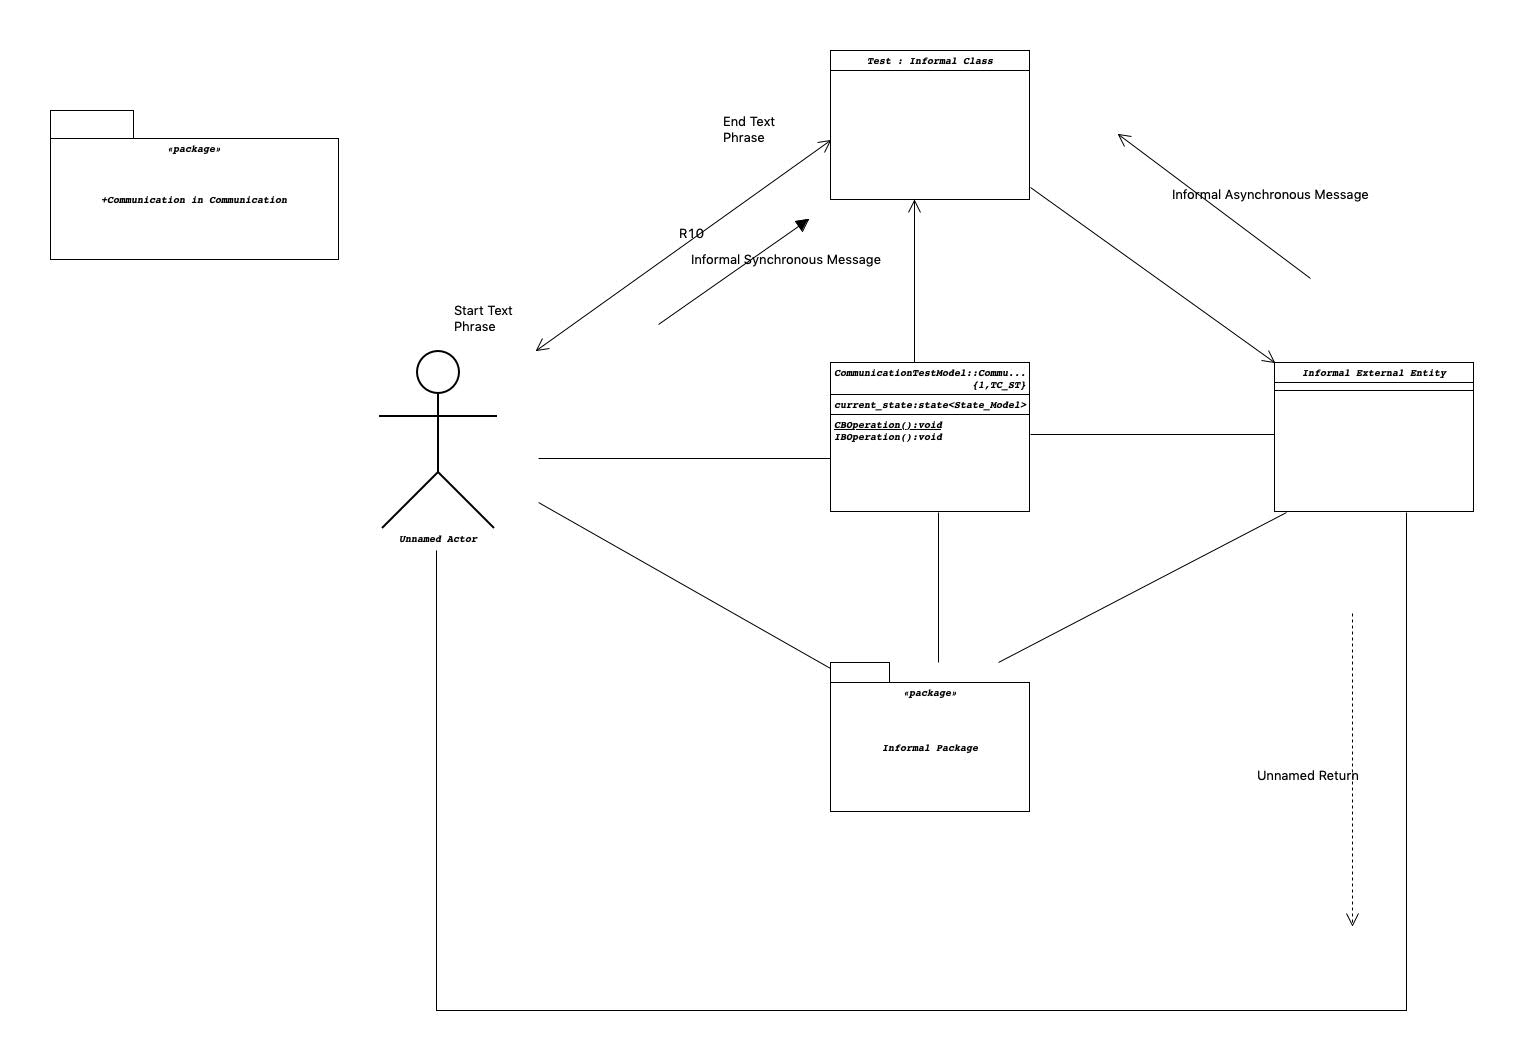 Test : Informal Class
End Text
Phrase
«package»
+Communication in Communication
Informal Asynchronous Message
R10
Informal Synchronous Message
Start Text
Phrase
CommunicationTestModel::Commu...
{1,TC_ST}
current_state:state<State_Model>
CBOperation():void
IBOperation():void
Informal External Entity
Unnamed Actor
«package»
Informal Package
Unnamed Return